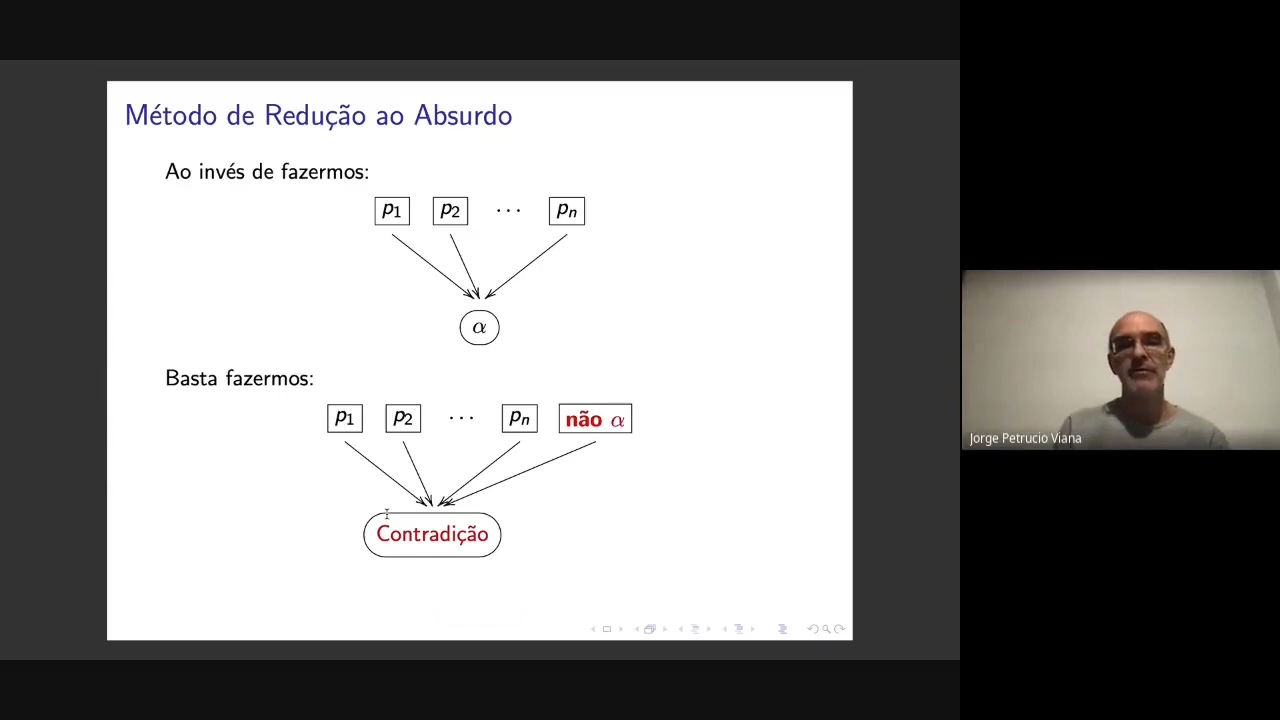 Método de Redução ao Absurdo
Ao invés de fazermos:
p1 p2 ··· pn
α
Basta fazermos:
p1 p2 ··· pn não α
Contradição
Jorge Petrucio Viana